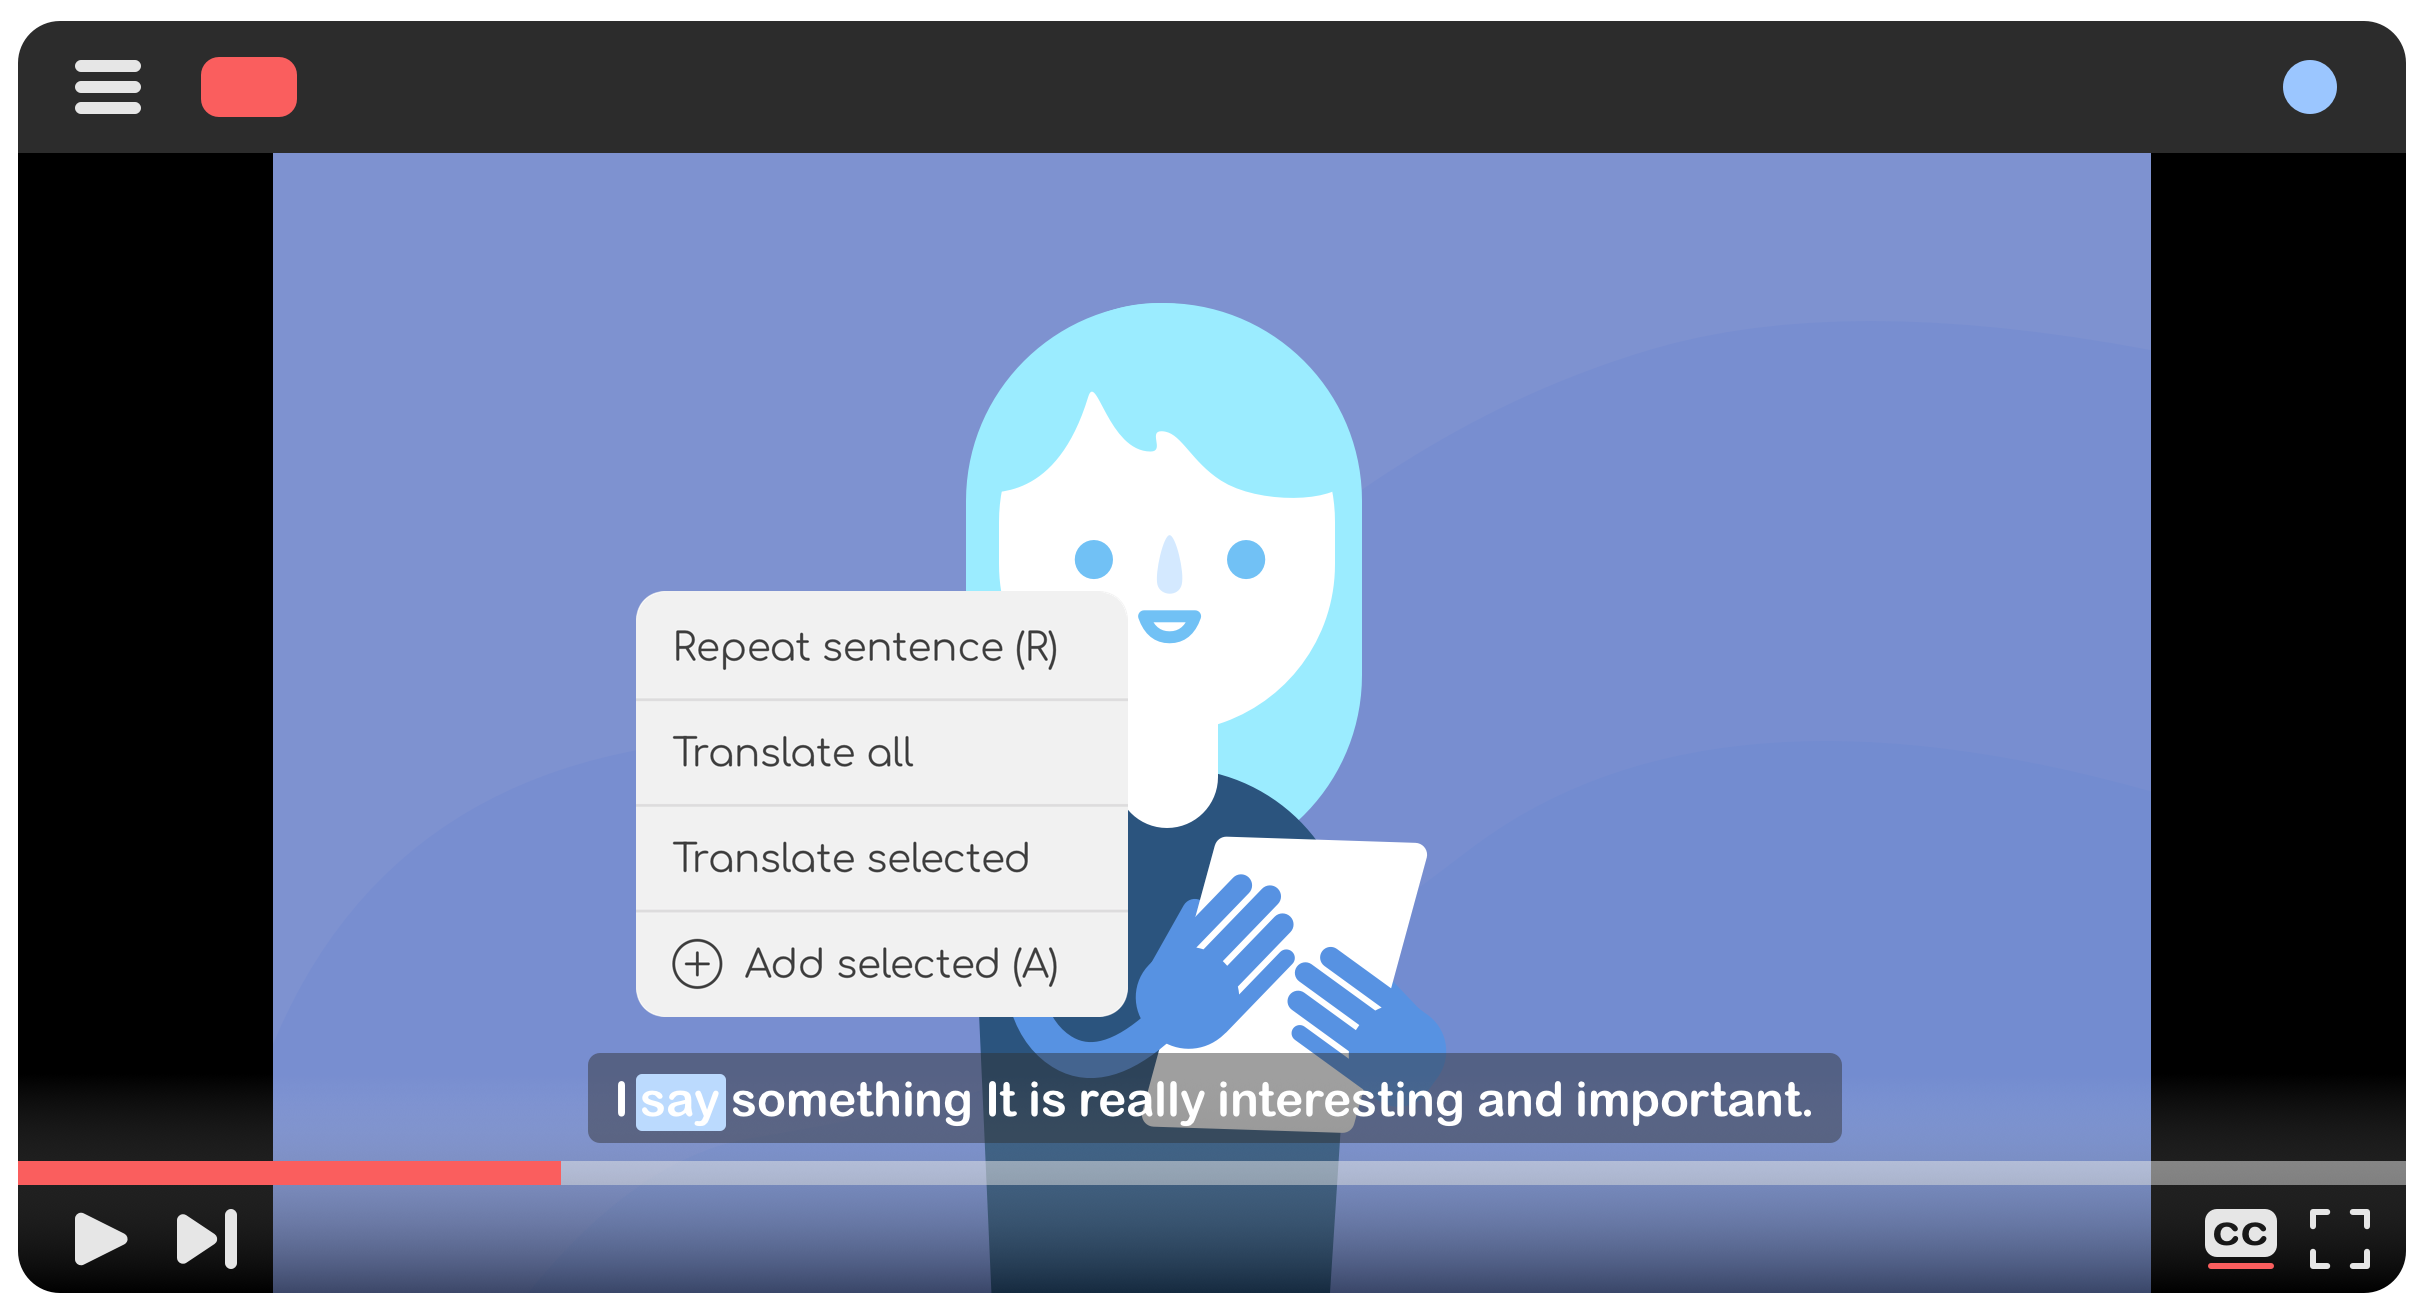 Repeat sentence (R)
Translate all
Translate selected
Add selected (A)
I say something It is really interesting and important.
CC